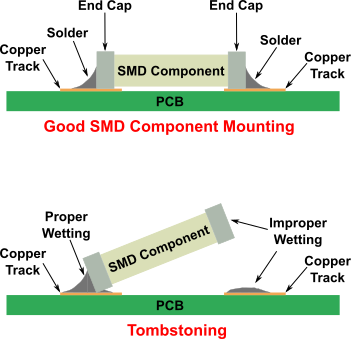 End Cap
End Cap
Solder
Solder
Copper
Track
Copper
Track
SMD Component
PCB
Good SMD Component Mounting
Proper
Wetting
Improper
Wetting
Copper
Track
Copper
Track
SMD Component
PCB
Tombstoning